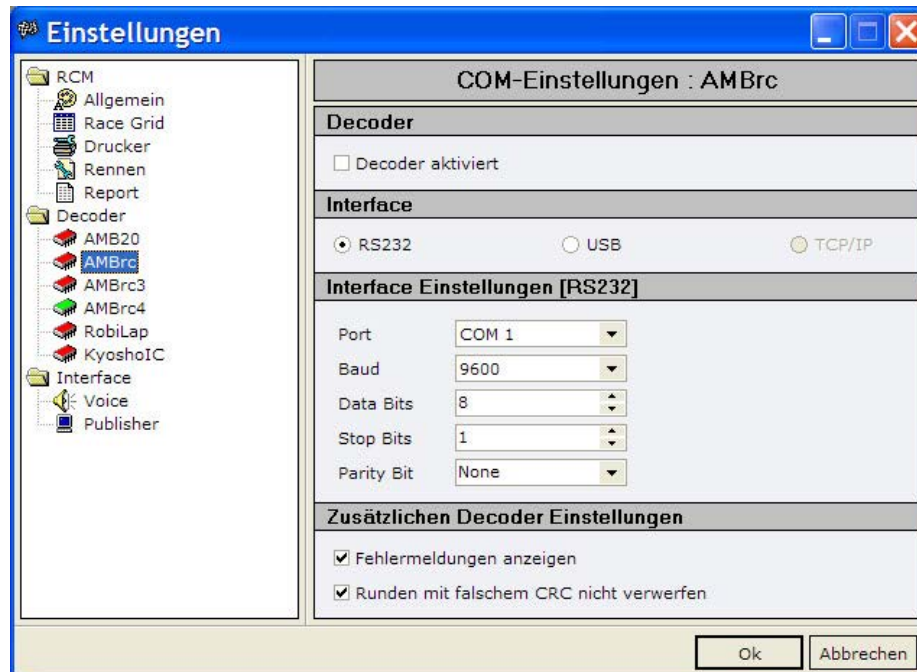 Einstellungen
RCM
Allgemein
Race Grid
Drucker
Rennen
Report
Decoder
AMB20
AMBrc
AMBrc3
AMBrc4
RobiLap
KyoshoIC
Interface
Voice
Publisher
COM-Einstellungen : AMBrc
Decoder
Decoder aktiviert
Interface
RS232 USB TCP/IP
Interface Einstellungen [RS232]
Port COM 1
Baud 9600
Data Bits 8
Stop Bits 1
Parity Bit None
Zusätzlichen Decoder Einstellungen
Fehlermeldungen anzeigen
Runden mit falschem CRC nicht verwerfen
Ok Abbrechen